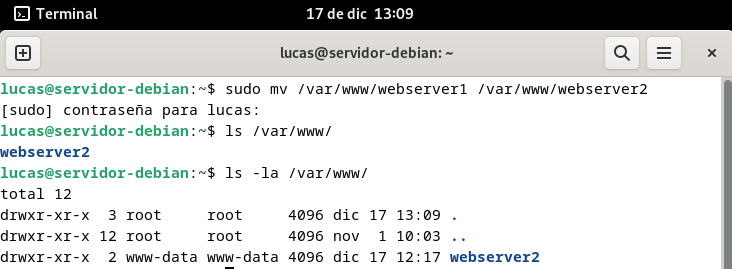 Terminal
17 de dic 13:09
lucas@servidor-debian: ~
lucas@servidor-debian:~$ sudo mv /var/www/webserver1 /var/www/webserver2
[sudo] contraseña para lucas:
lucas@servidor-debian:~$ ls /var/www/
webserver2
lucas@servidor-debian:~$ ls -la /var/www/
total 12
drwxr-xr-x  3 root     root     4096 dic 17 13:09 .
drwxr-xr-x 12 root     root     4096 nov  1 10:03 ..
drwxr-xr-x  2 www-data www-data 4096 dic 17 12:17 webserver2